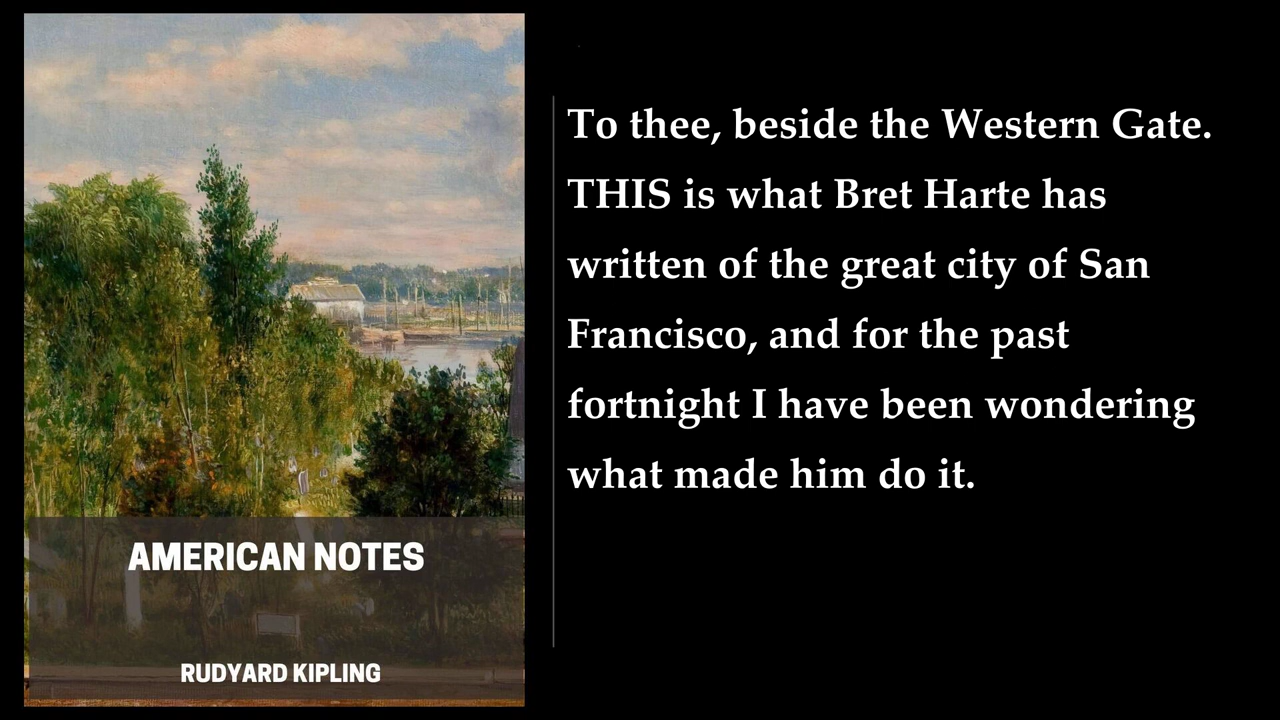 To thee, beside the Western Gate.
THIS is what Bret Harte has
written of the great city of San
Francisco, and for the past
fortnight I have been wondering
what made him do it.
AMERICAN NOTES
RUDYARD KIPLING